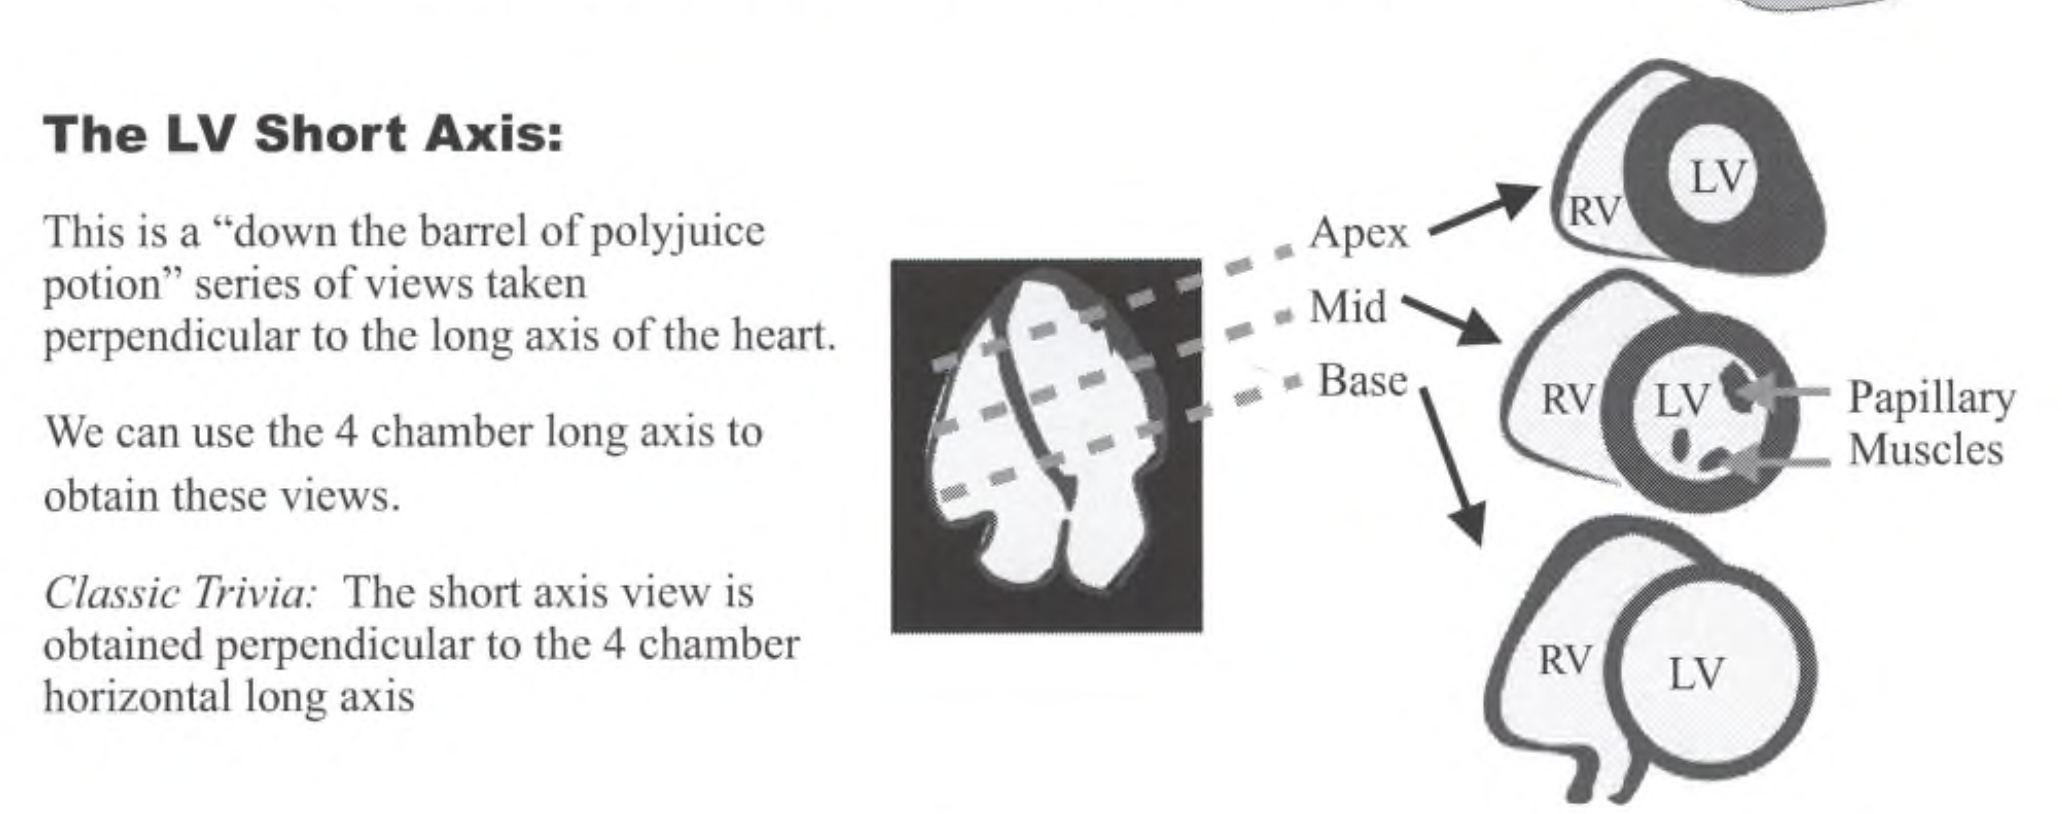 The LV Short Axis:
This is a “down the barrel of polyjuice
potion” series of views taken
perpendicular to the long axis of the heart.
We can use the 4 chamber long axis to
obtain these views.
Classic Trivia: The short axis view is
obtained perpendicular to the 4 chamber
horizontal long axis
Apex
Mid
Base
LV
RV
RV
LV
Papillary
Muscles
RV
LV